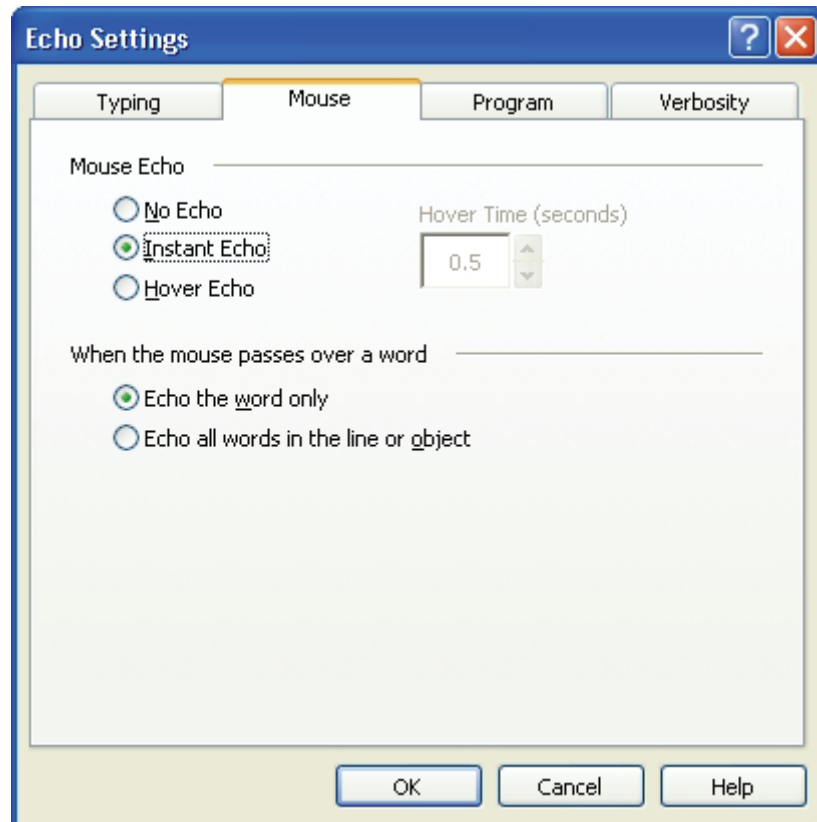 Echo Settings
Typing Mouse Program Verbosity
Mouse Echo
No Echo Hover Time (seconds)
Instant Echo 0.5
Hover Echo
When the mouse passes over a word
Echo the word only
Echo all words in the line or object
OK Cancel Help